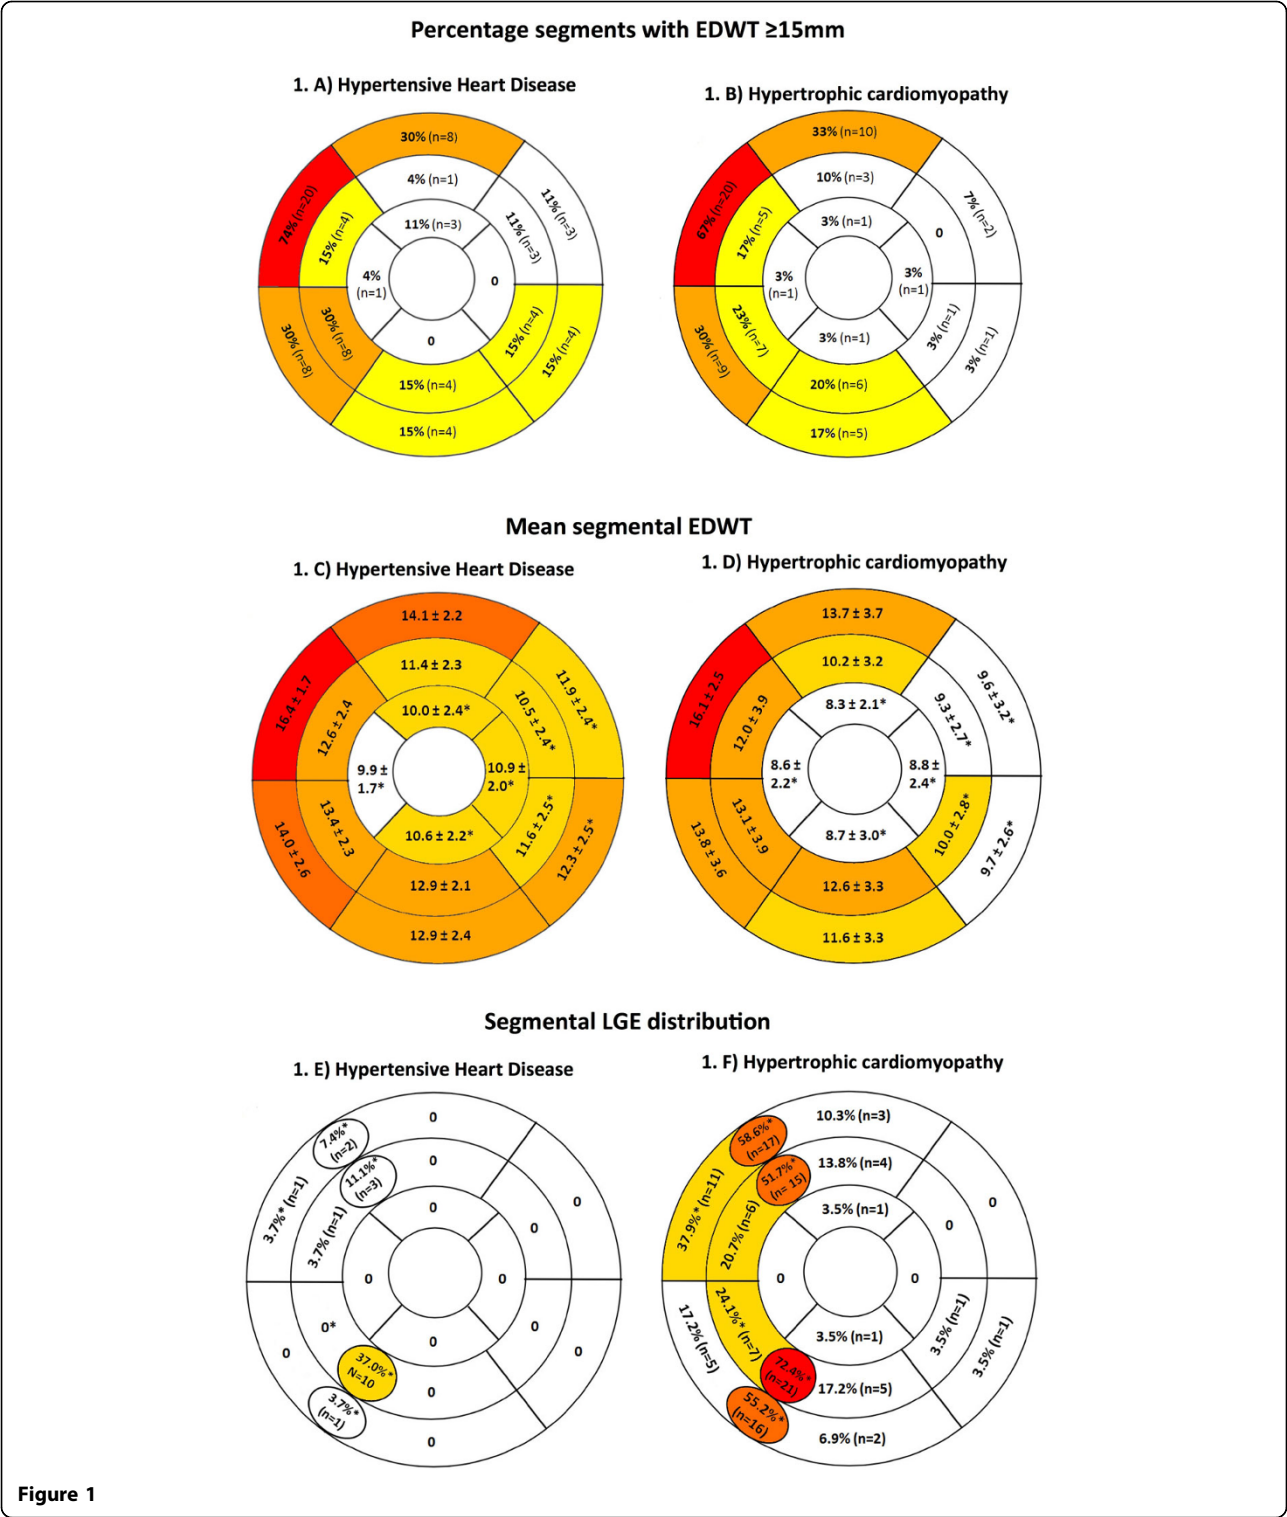 Percentage segments with EDWT ≥15mm
1. A) Hypertensive Heart Disease
30% (n=8)
11% (n=3)
74% (n=20)
4% (n=1)
11% (n=3)
15% (n=4)
11% (n=3)
4%
(n=1)
0
0
30% (n=8)
30% (n=8)
15% (n=4)
15% (n=4)
15% (n=4)
15% (n=4)
1. B) Hypertrophic cardiomyopathy
33% (n=10)
7% (n=2)
67% (n=20)
10% (n=3)
0
17% (n=5)
3% (n=1)
3%
(n=1)
3%
(n=1)
3% (n=1)
30% (n=9)
23% (n=7)
3% (n=1)
3% (n=1)
20% (n=6)
17% (n=5)
Mean segmental EDWT
1. C) Hypertensive Heart Disease
14.1 ± 2.2
11.9 ± 2.4*
16.4 ± 1.7
11.4 ± 2.3
10.5 ± 2.4*
12.6 ± 2.4
10.0 ± 2.4*
9.9 ±
1.7*
10.9 ±
2.0*
10.6 ± 2.2*
14.0 ± 2.6
13.4 ± 2.3
11.6 ± 2.5*
12.3 ± 2.5*
12.9 ± 2.1
12.9 ± 2.4
1. D) Hypertrophic cardiomyopathy
13.7 ± 3.7
9.6 ± 3.2*
16.1 ± 2.5
10.2 ± 3.2
9.3 ± 2.7*
12.0 ± 3.9
8.3 ± 2.1*
8.6 ±
2.2*
8.8 ±
2.4*
8.7 ± 3.0*
13.8 ± 3.6
13.1 ± 3.9
10.0 ± 2.8*
9.7 ± 2.6*
12.6 ± 3.3
11.6 ± 3.3
Segmental LGE distribution
1. E) Hypertensive Heart Disease
0
7.4%*
(n=2)
0
11.1%*
(n=3)
3.7%* (n=1)
3.7% (n=1)
0
0
0
0
0
0
0*
0
0
0
0
37.0%*
N=10
3.7%*
(n=1)
0
0
1. F) Hypertrophic cardiomyopathy
10.3% (n=3)
58.6%*
(n=17)
13.8% (n=4)
51.7%*
(n= 15)
37.9%* (n=11)
20.7% (n=6)
3.5% (n=1)
0
0
0
0
17.2% (n=5)
24.1%* (n=7)
3.5% (n=1)
3.5% (n=1)
3.5% (n=1)
72.4%*
(n=21)
17.2% (n=5)
55.2%*
(n=16)
6.9% (n=2)
Figure 1